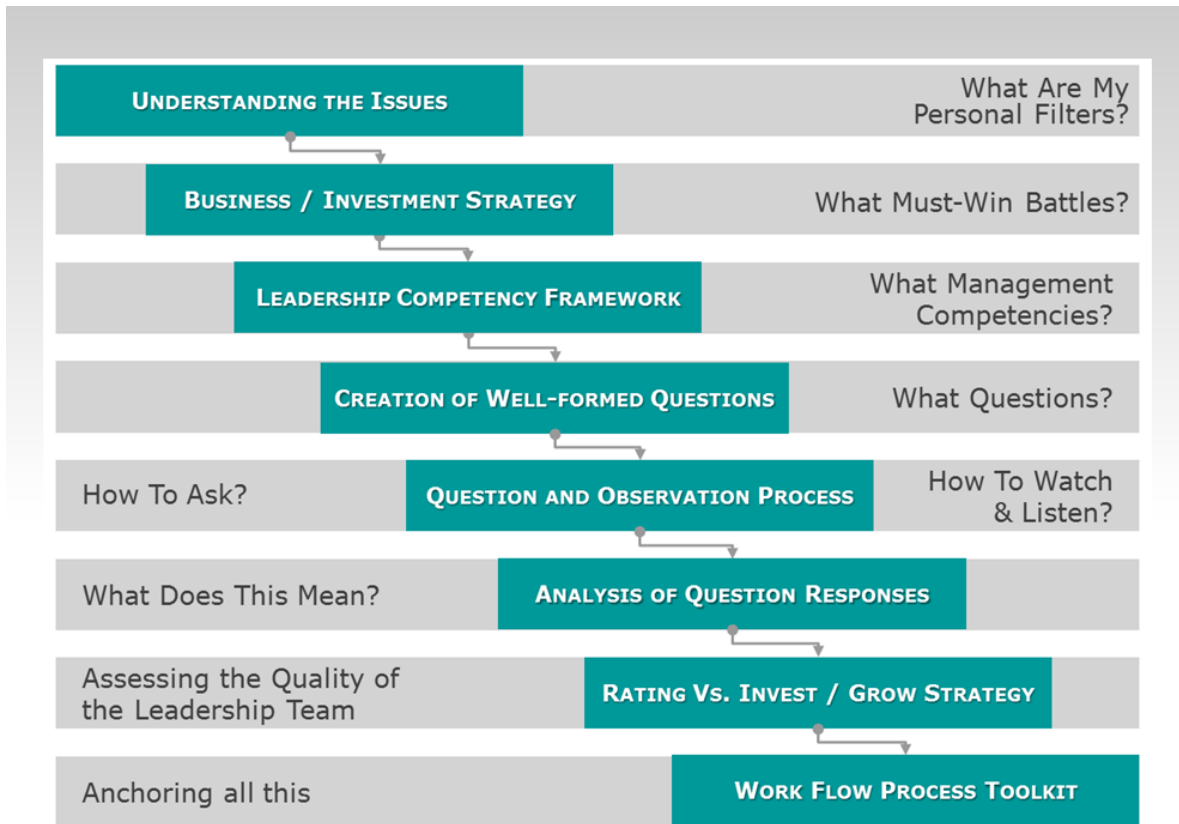 UNDERSTANDING THE ISSUES
What Are My
Personal Filters?
BUSINESS / INVESTMENT STRATEGY
What Must-Win Battles?
LEADERSHIP COMPETENCY FRAMEWORK
What Management
Competencies?
CREATION OF WELL-FORMED QUESTIONS
What Questions?
How To Ask?
QUESTION AND OBSERVATION PROCESS
How To Watch
& Listen?
What Does This Mean?
ANALYSIS OF QUESTION RESPONSES
Assessing the Quality of
the Leadership Team
RATING VS. INVEST / GROW STRATEGY
Anchoring all this
WORK FLOW PROCESS TOOLKIT